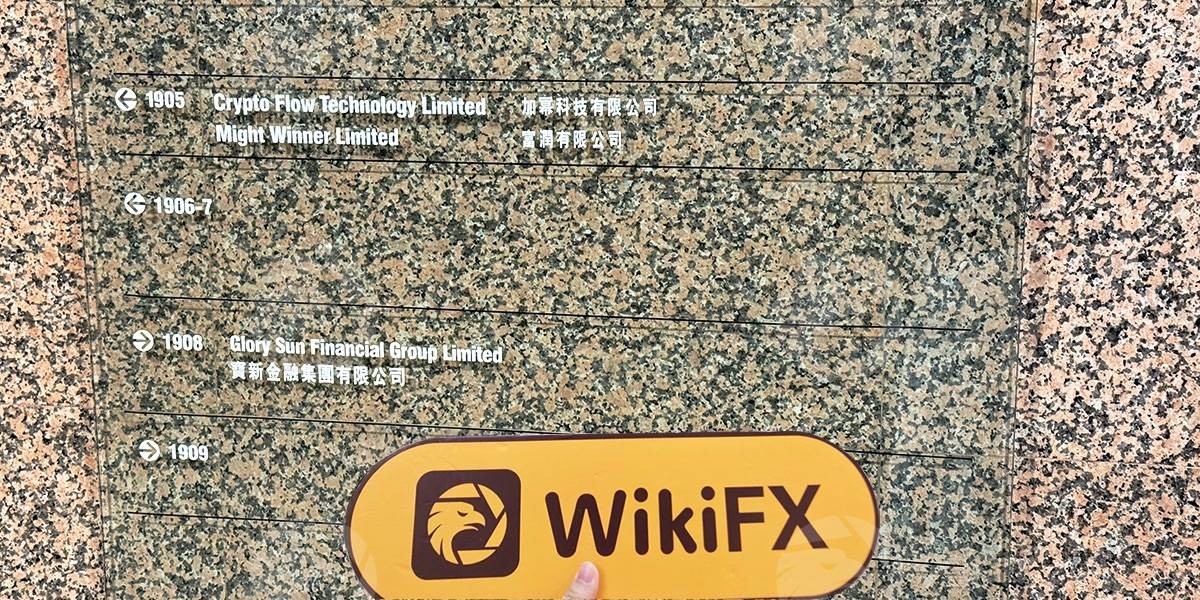 1905 Crypto Flow Technology Limited 加冪科技有限公司
Might Winner Limited 富潤有限公司
1906-7
1908 Glory Sun Financial Group Limited
寶新金融集團有限公司
1909
WikiFX